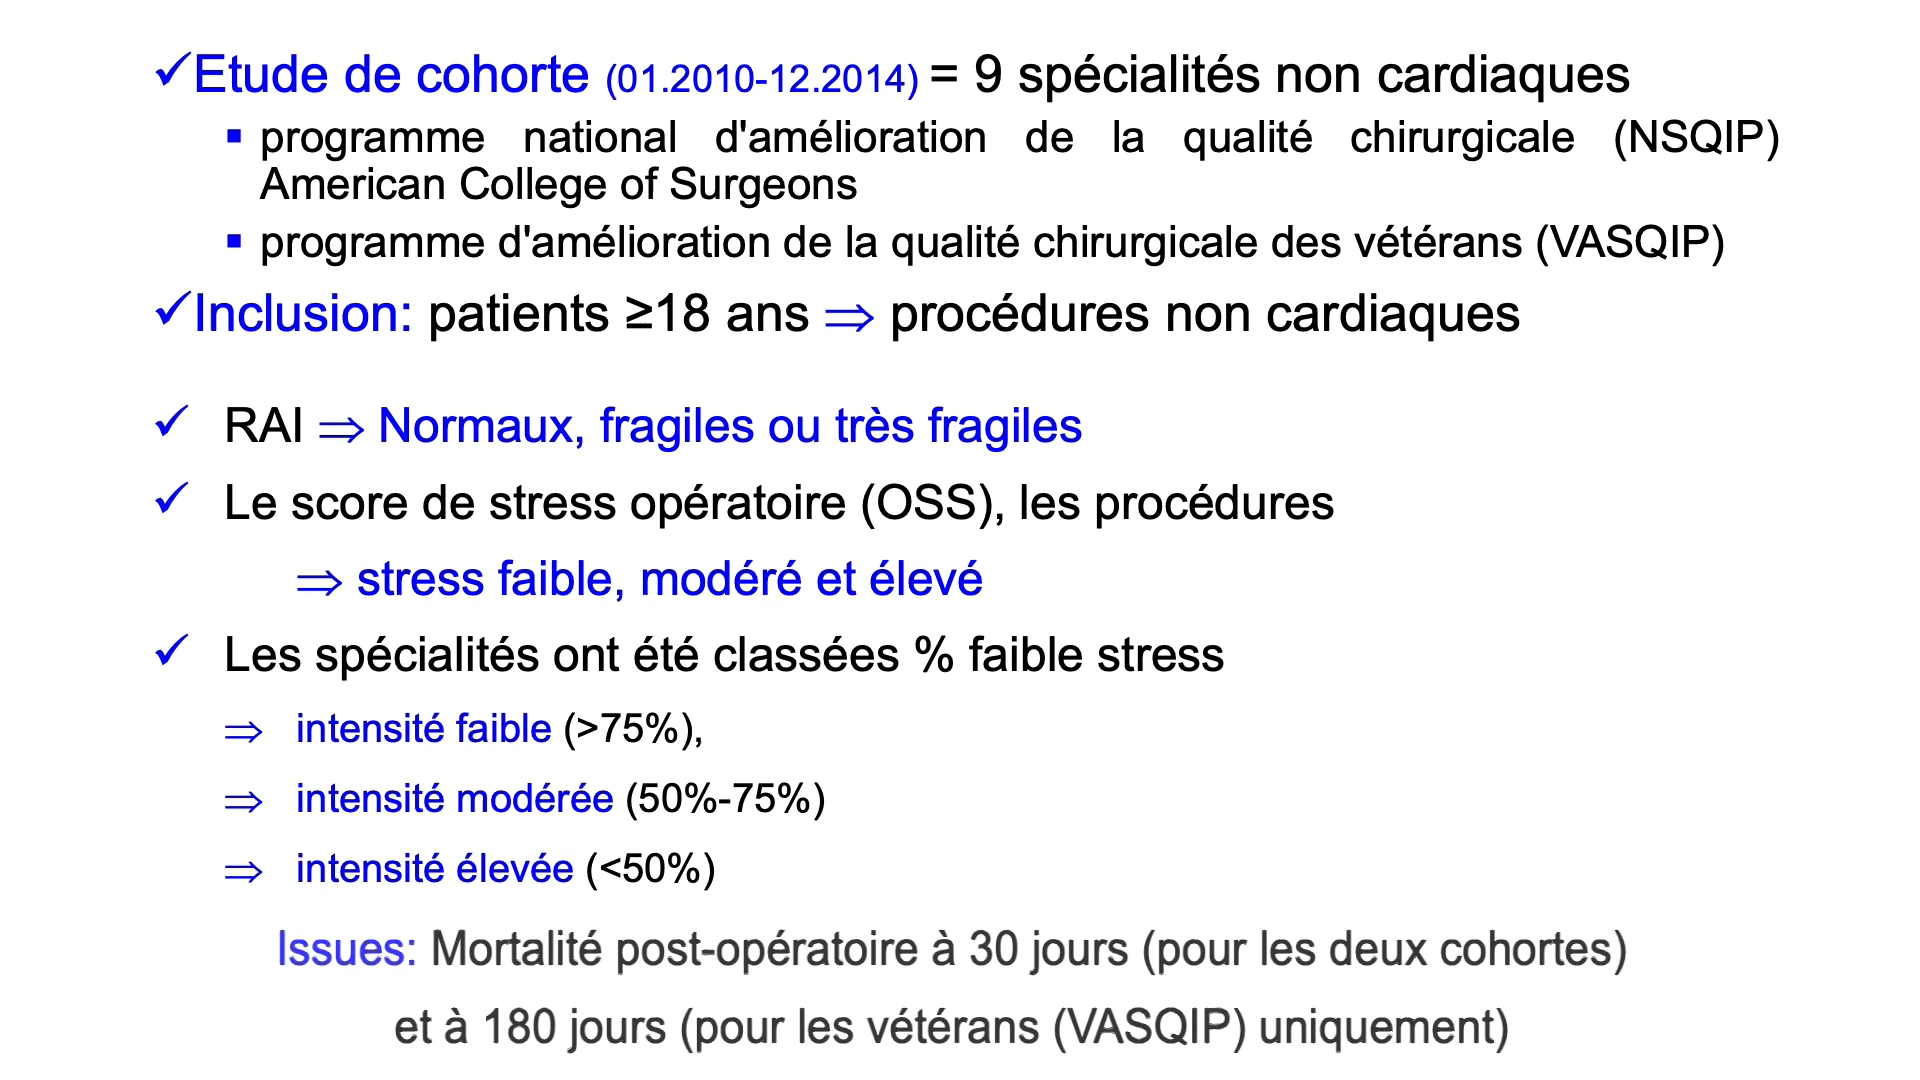 ✓Etude de cohorte (01.2010-12.2014) = 9 spécialités non cardiaques
▪ programme national d'amélioration de la qualité chirurgicale (NSQIP)
American College of Surgeons
▪ programme d'amélioration de la qualité chirurgicale des vétérans (VASQIP)
✓Inclusion: patients ≥18 ans ⇒ procédures non cardiaques
✓ RAI ⇒ Normaux, fragiles ou très fragiles
✓ Le score de stress opératoire (OSS), les procédures
⇒ stress faible, modéré et élevé
✓ Les spécialités ont été classées % faible stress
⇒ intensité faible (>75%),
⇒ intensité modérée (50%-75%)
⇒ intensité élevée (<50%)
Issues: Mortalité post-opératoire à 30 jours (pour les deux cohortes)
et à 180 jours (pour les vétérans (VASQIP) uniquement)